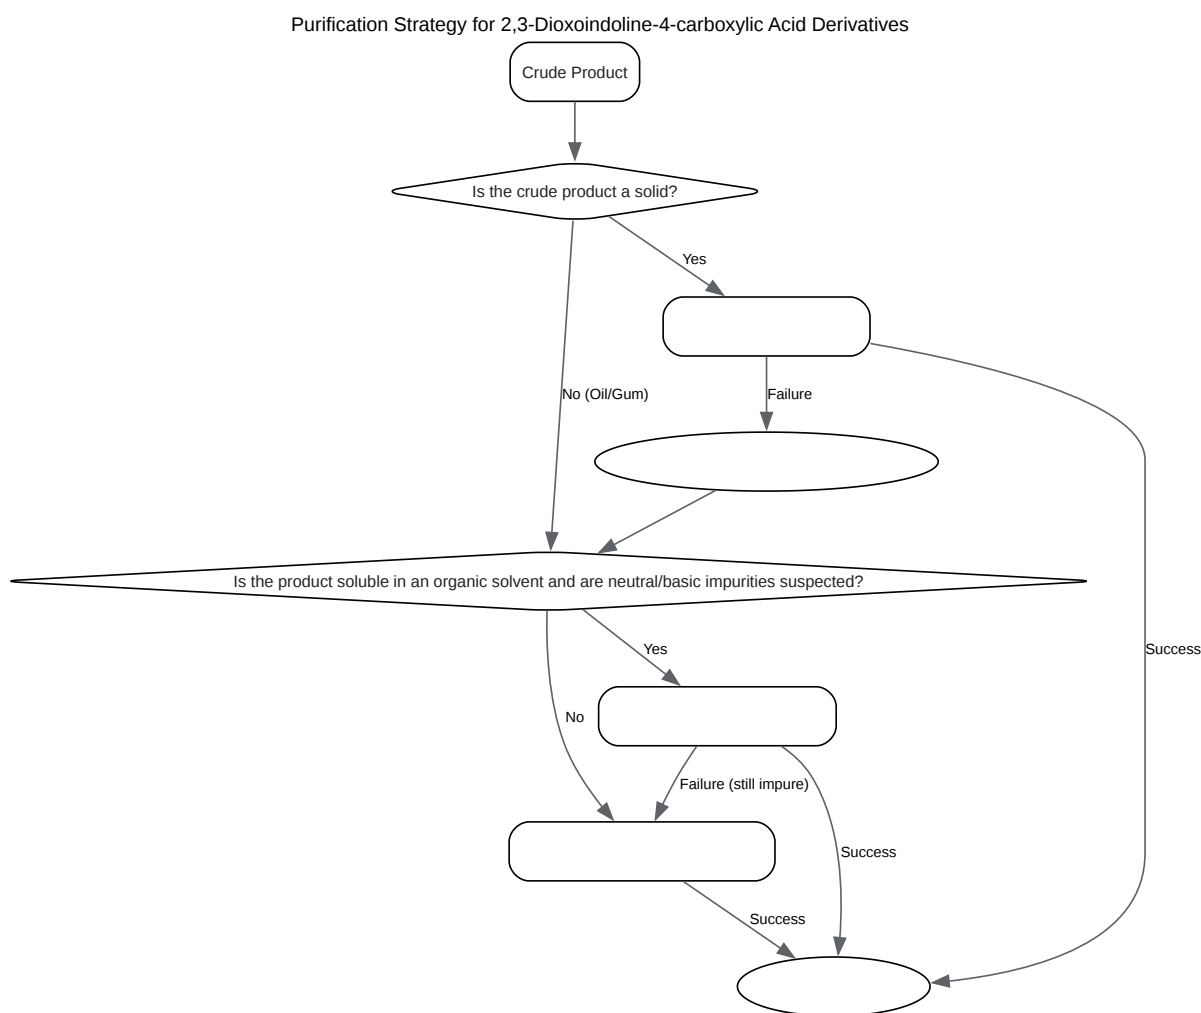 Purification Strategy for 2,3-Dioxoindoline-4-carboxylic Acid Derivatives
Crude Product
Is the crude product a solid?
Yes
No (Oil/Gum)
Failure
Is the product soluble in an organic solvent and are neutral/basic impurities suspected?
Yes
Success
No
Failure (still impure)
Success
Success